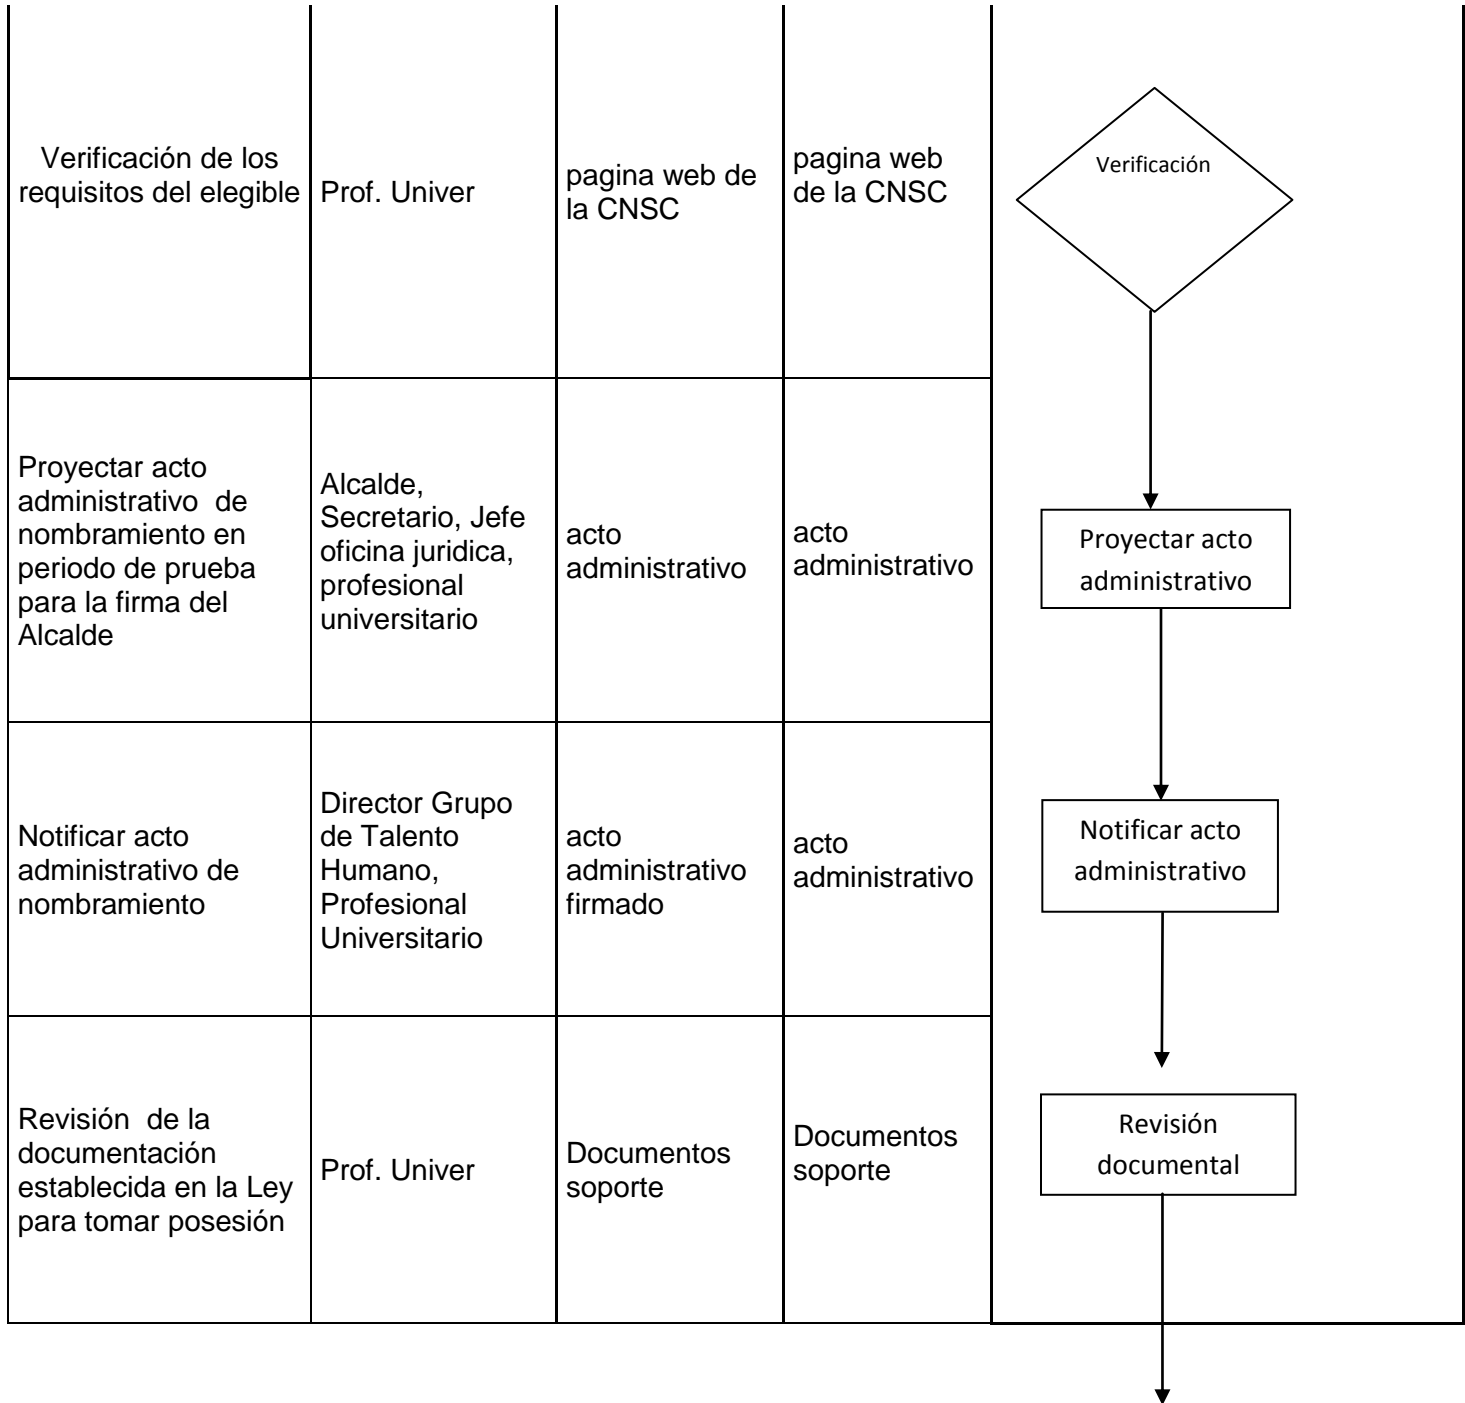 Verificación de los
requisitos del elegible
Prof. Univer
pagina web de
la CNSC
pagina web
de la CNSC
Verificación
Proyectar acto
administrativo  de
nombramiento en
periodo de prueba
para la firma del
Alcalde
Alcalde,
Secretario, Jefe
oficina juridica,
profesional
universitario
acto
administrativo
acto
administrativo
Proyectar acto
administrativo
Notificar acto
administrativo de
nombramiento
Director Grupo
de Talento
Humano,
Profesional
Universitario
acto
administrativo
firmado
acto
administrativo
Notificar acto
administrativo
Revisión  de la
documentación
establecida en la Ley
para tomar posesión
Prof. Univer
Documentos
soporte
Documentos
soporte
Revisión
documental